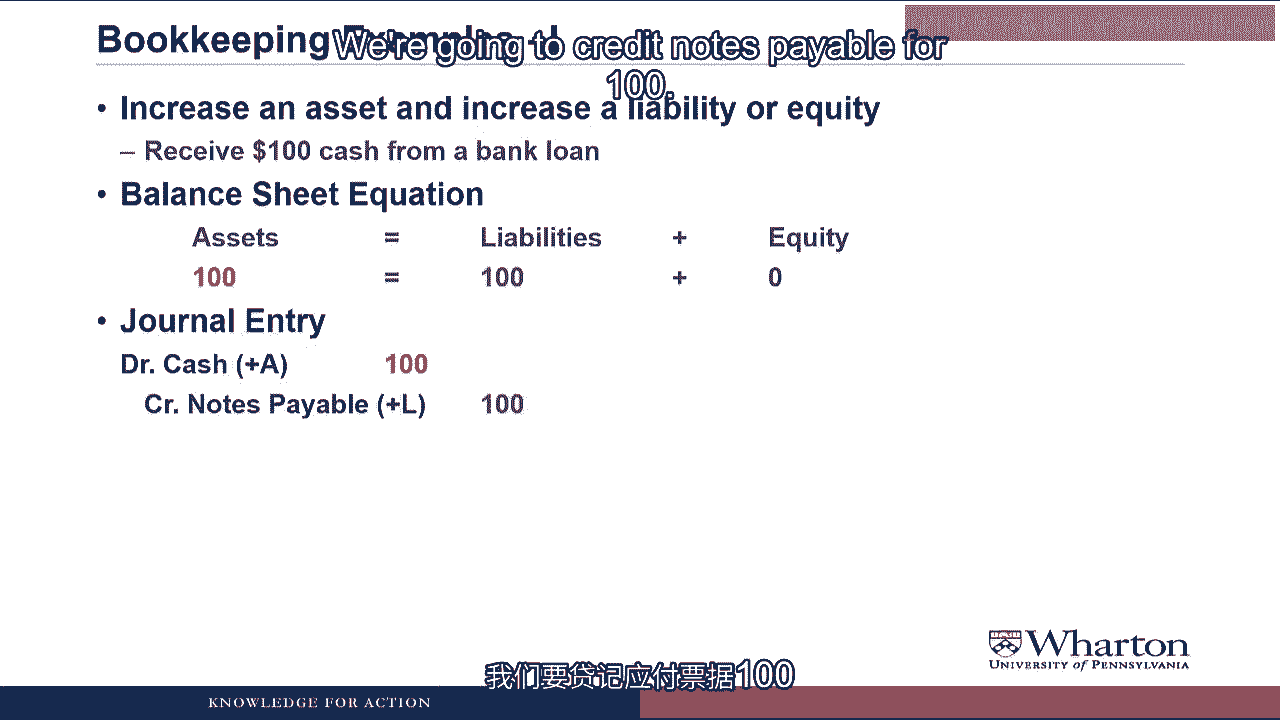 Bookkeeping
We're going to credit notes payable for
100.
• Increase an asset and increase a liability or equity
– Receive $100 cash from a bank loan
• Balance Sheet Equation
Assets = Liabilities + Equity
100 = 100 + 0
• Journal Entry
Dr. Cash (+A) 100
Cr. Notes Payable (+L) 100
Wharton
UNIVERSITY of PENNSYLVANIA
我们要贷记应付票据100
KNOWLEDGE FOR ACTION